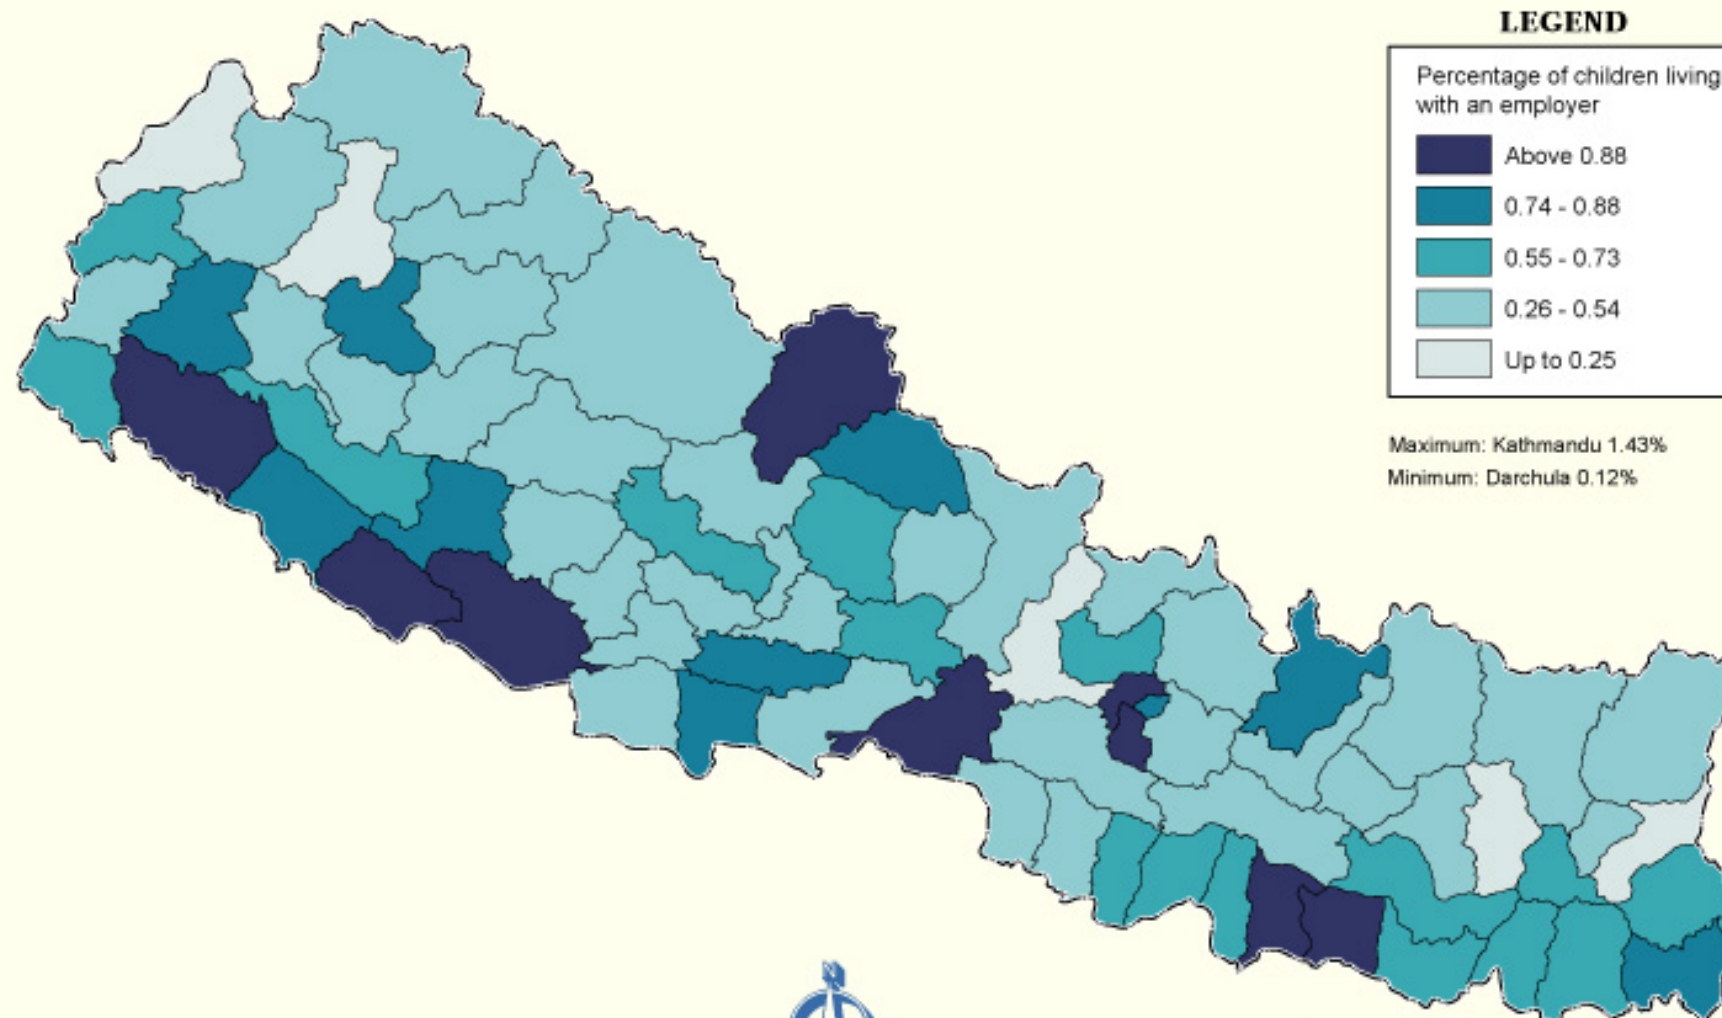 LEGEND
Percentage of children living
with an employer
Above 0.88
0.74 - 0.88
0.55 - 0.73
0.26 - 0.54
Up to 0.25
Maximum: Kathmandu 1.43%
Minimum: Darchula 0.12%
N